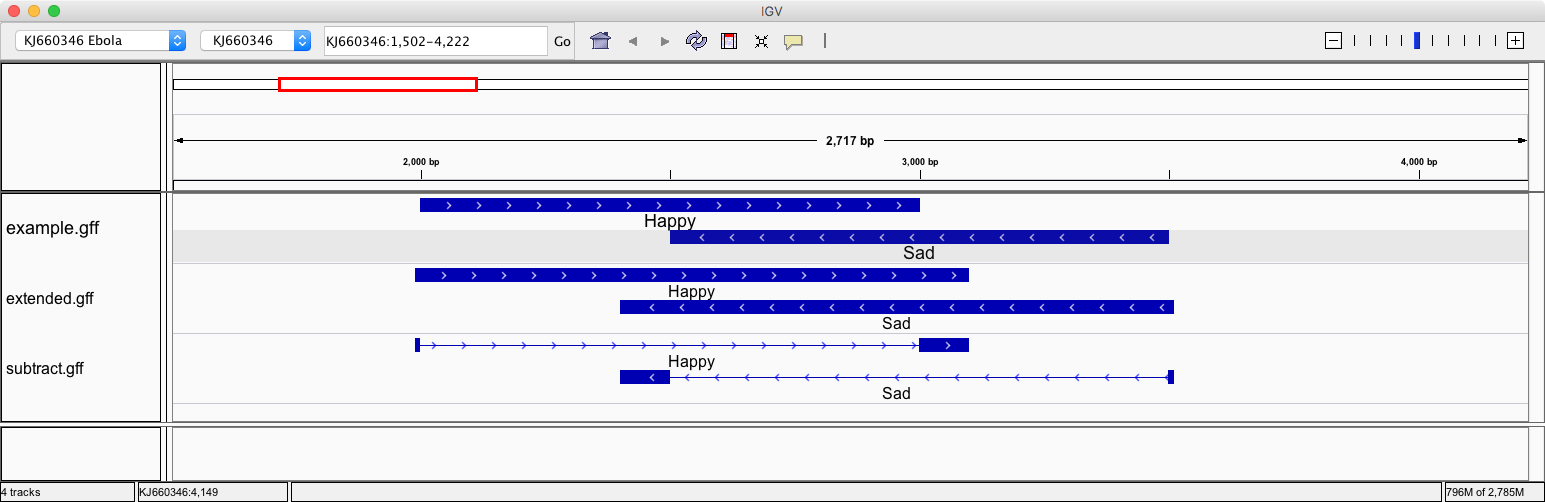 IGV
KJ660346 Ebola KJ660346 KJ660346:1,502-4,222 Go
2,717 bp
2,000 bp 3,000 bp 4,000 bp
example.gff
Happy
Sad
extended.gff
Happy
Sad
subtract.gff
Happy
Sad
4 tracks KJ660346:4,149 796M of 2,785M